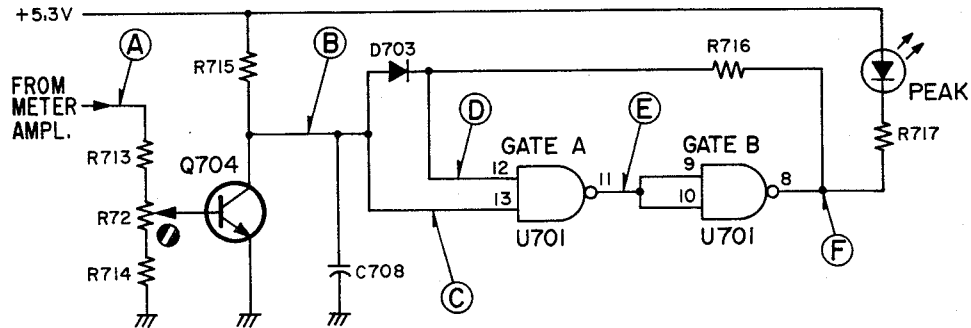 +5.3V
A
B
D703
R716
R715
FROM
METER
AMPL.
PEAK
D
E
R717
R713
GATE A
GATE B
Q704
12
11
9
8
10
13
R72
U701
U701
F
R714
C708
C